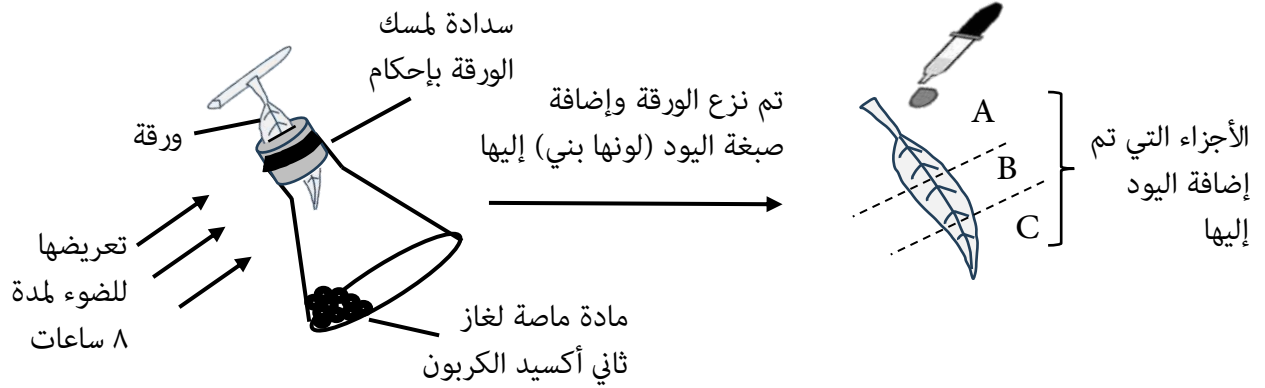 سدادة لمسك
الورقة بإحكام
ورقة
تعريضها
للضوء لمدة
٨ ساعات
مادة ماصة لغاز
ثاني أكسيد الكربون
تم نزع الورقة وإضافة
صبغة اليود (لونها بني) إليها
A
B
C
الأجزاء التي تم
إضافة اليود
إليها